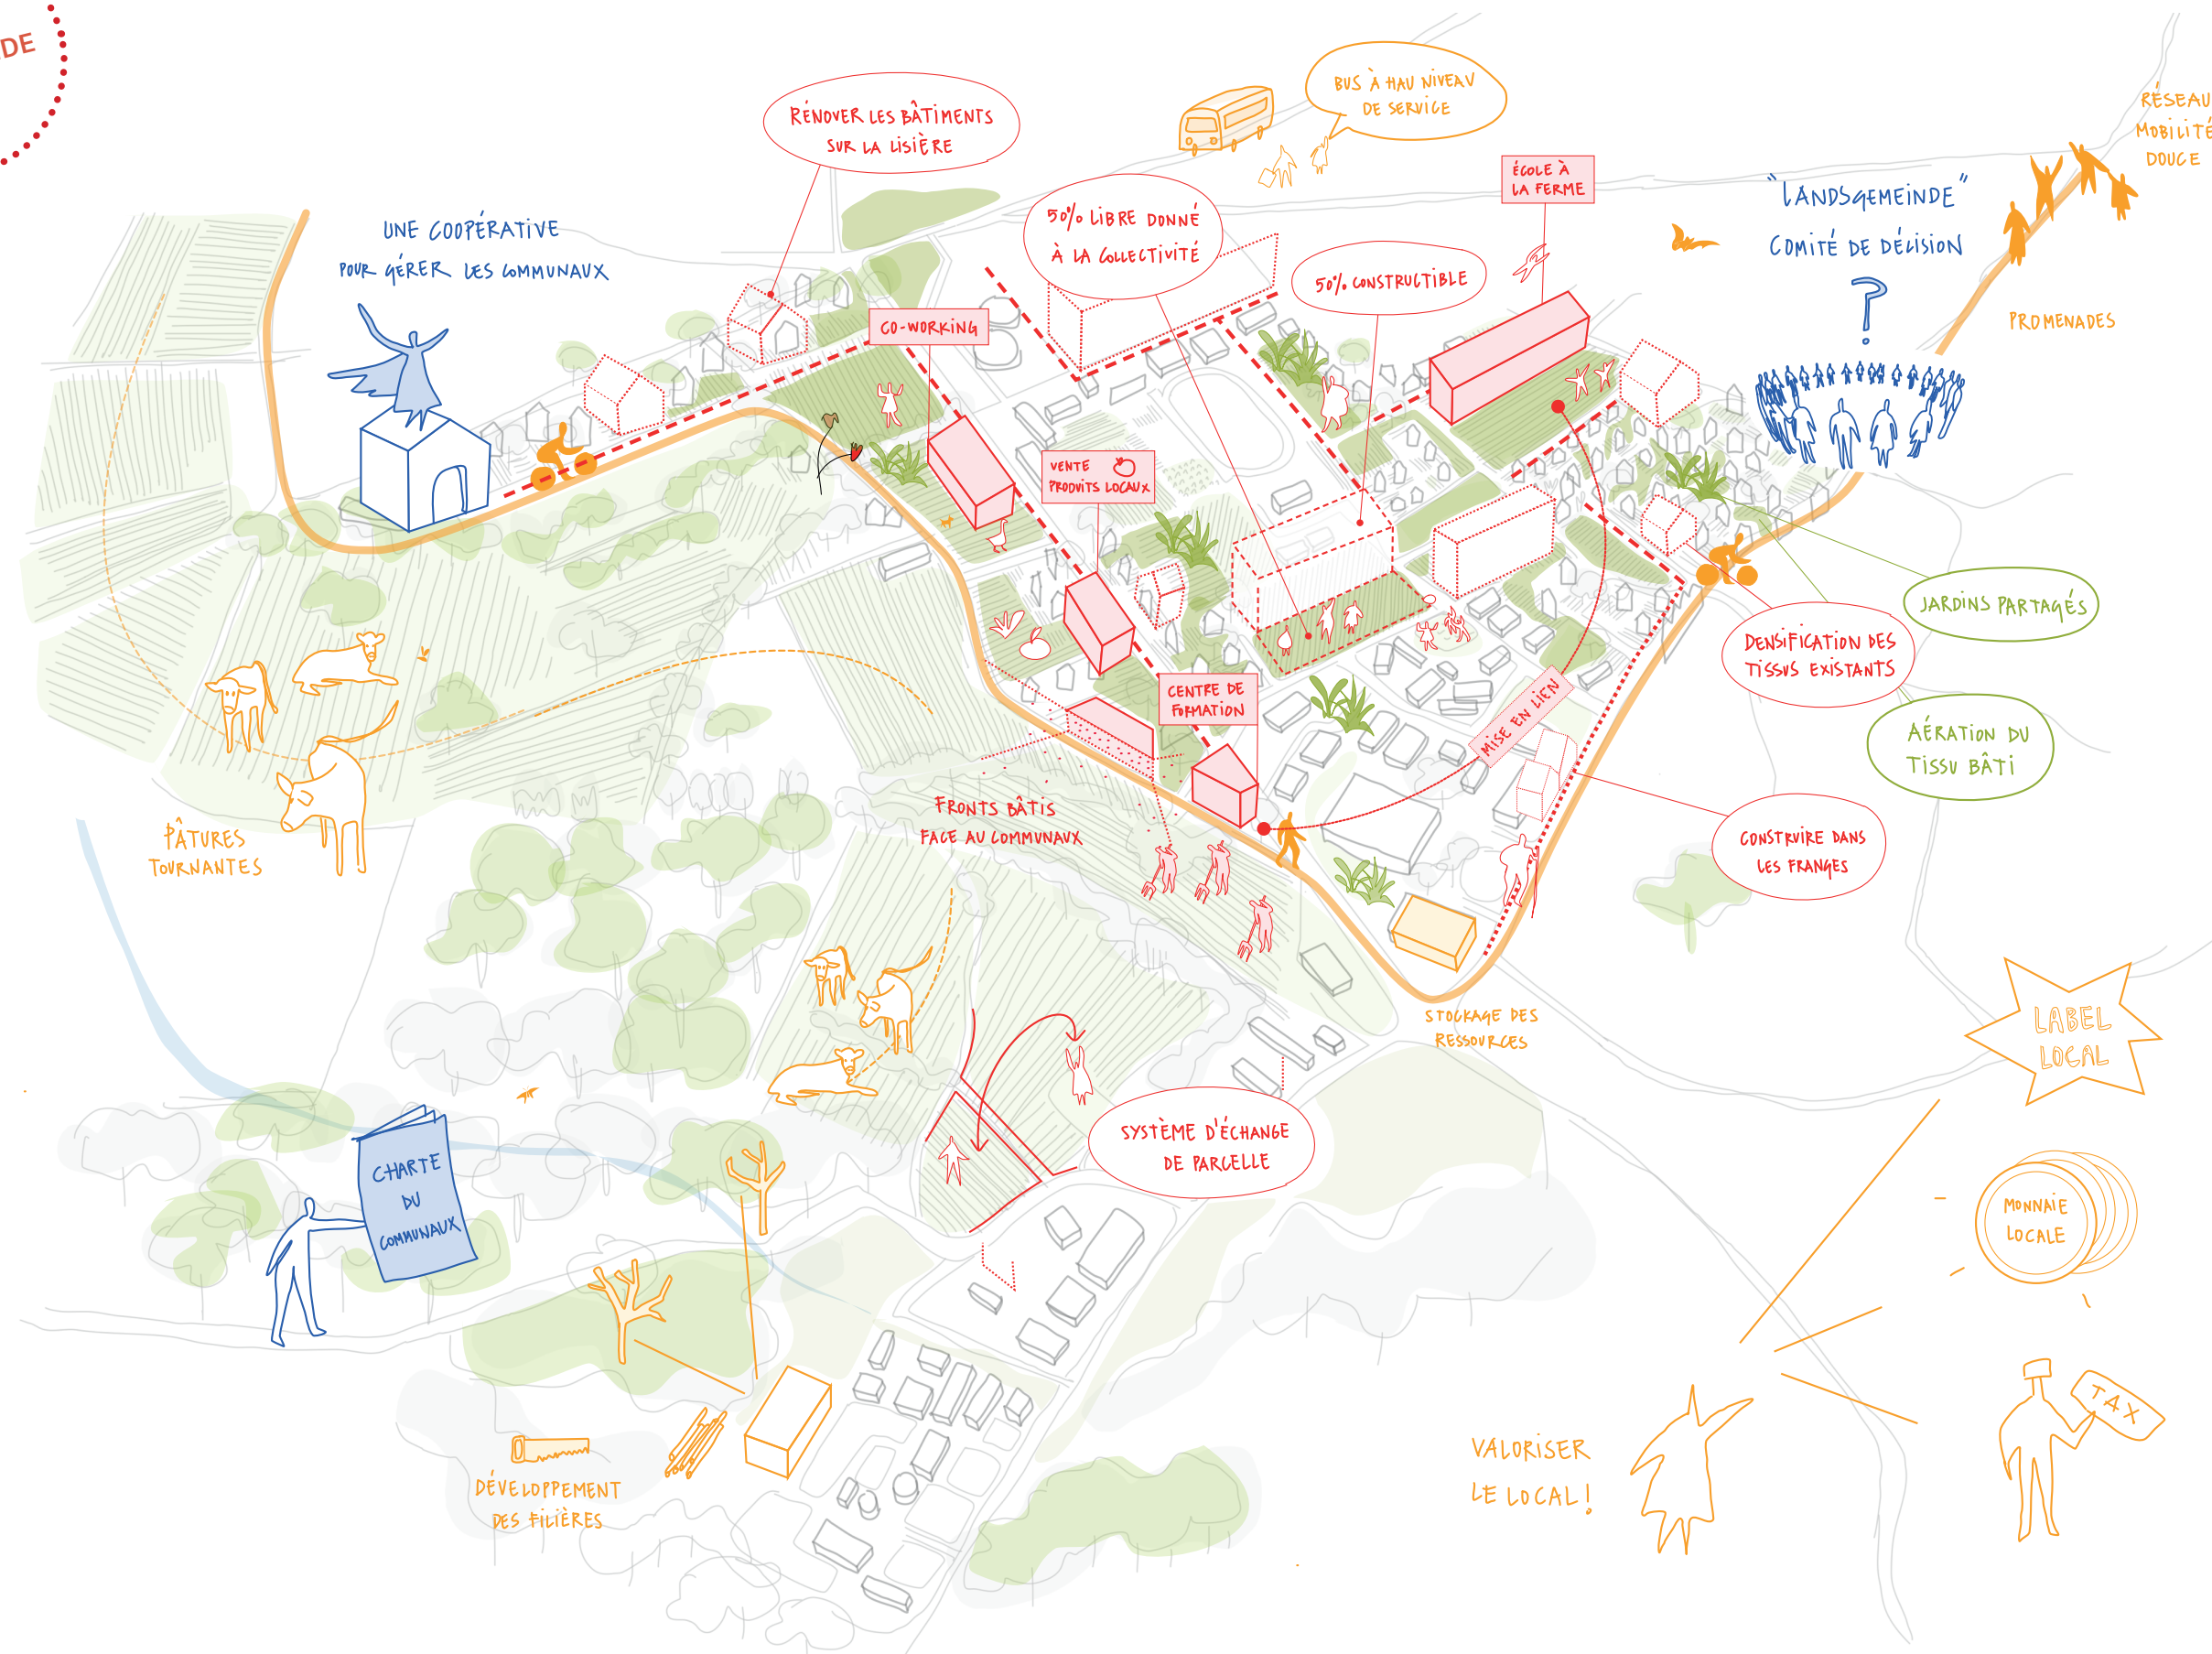 DE
RÉNOVER LES BÂTIMENTS
SUR LA LISIÈRE
BUS À HAU NIVEAU
DE SERVICE
RÉSEAU
MOBILITÉ
DOUCE
ÉCOLE À
LA FERME
"LANDSGEMEINDE"
COMITÉ DE DÉCISION
?
PROMENADES
UNE COOPÉRATIVE
POUR GÉRER LES COMMUNAUX
50% LIBRE DONNÉ
À LA COLLECTIVITÉ
50% CONSTRUCTIBLE
CO-WORKING
VENTE
PRODUITS LOCAUX
JARDINS PARTAGÉS
DENSIFICATION DES
TISSUS EXISTANTS
CENTRE DE
FORMATION
MISE EN LIEN
AÉRATION DU
TISSU BÂTI
FRONTS BÂTIS
FACE AU COMMUNAUX
PÂTURES
TOURNANTES
CONSTRUIRE DANS
LES FRANGES
STOCKAGE DES
RESSOURCES
LABEL
LOCAL
SYSTÈME D'ÉCHANGE
DE PARCELLE
CHARTE
DU
COMMUNAUX
MONNAIE
LOCALE
TAX
VALORISER
LE LOCAL!
DÉVELOPPEMENT
DES FILIÈRES